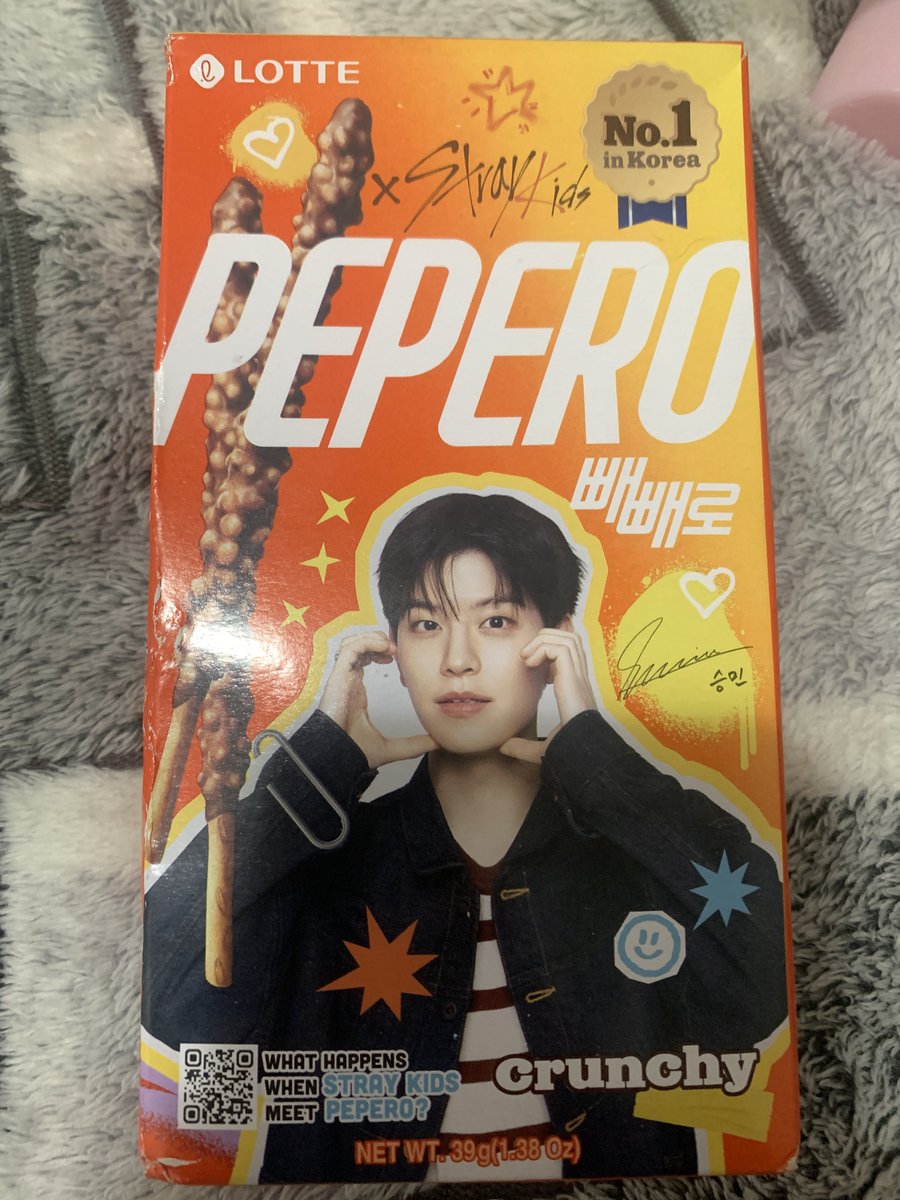 LOTTE
x Stray Kids
No.1
in Korea
PEPERO
빼빼로
승민
WHAT HAPPENS
WHEN STRAY KIDS
MEET PEPERO?
crunchy
NET WT. 39g(1.38 Oz)